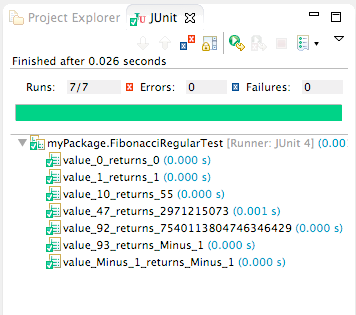 Project Explorer JUnit
Finished after 0.026 seconds
Runs: 7/7 Errors: 0 Failures: 0
myPackage.FibonacciRegularTest [Runner: JUnit 4] (0.00
value_0_returns_0 (0.000 s)
value_1_returns_1 (0.000 s)
value_10_returns_55 (0.000 s)
value_47_returns_2971215073 (0.001 s)
value_92_returns_7540113804746346429 (0.000 s)
value_93_returns_Minus_1 (0.000 s)
value_Minus_1_returns_Minus_1 (0.000 s)